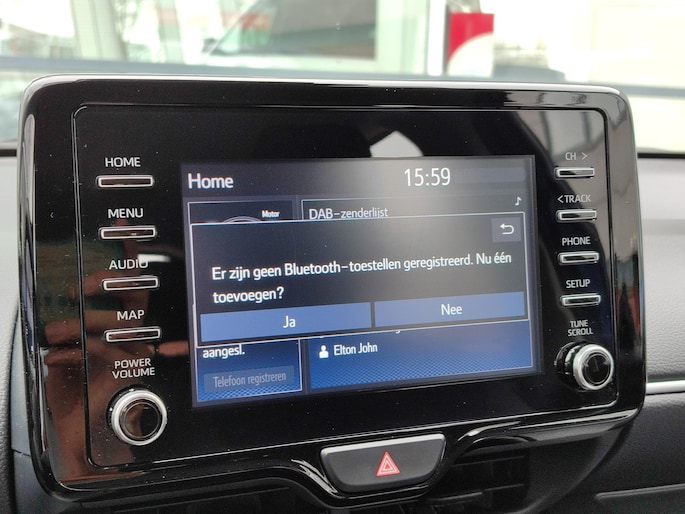 HOME
MENU
AUDIO
MAP
POWER
VOLUME
Home
15:59
Motor
DAB-zenderlijst
Er zijn geen Bluetooth-toestellen geregistreerd. Nu één
toevoegen?
Ja
Nee
aangesl.
Elton John
Telefoon registreren
CH >
< TRACK
PHONE
SETUP
TUNE
SCROLL